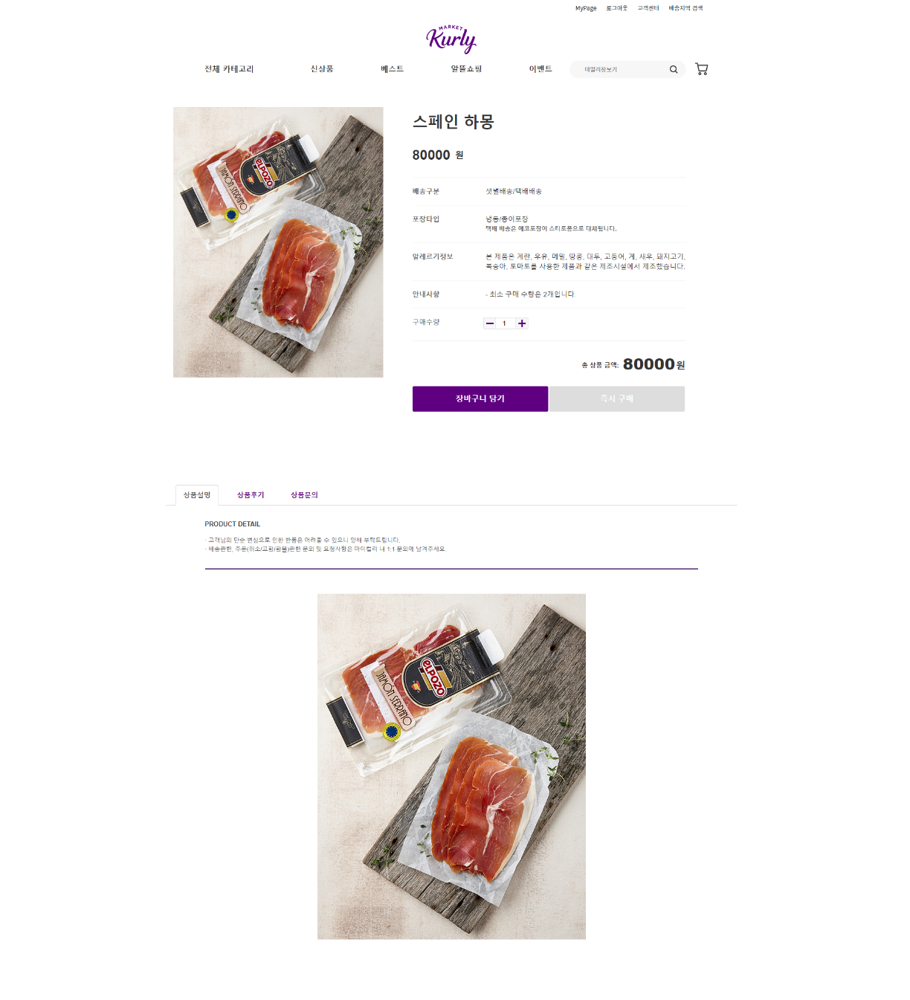 MyPage 로그아웃 고객센터 배송지역 검색
MARKET
Kurly
전체 카테고리 신상품 베스트 알뜰쇼핑 이벤트 데일리장보기
스페인 하몽
80000 원
배송구분 샛별배송/택배배송
포장타입 냉동/종이포장
택배 배송은 에코포장이 스티로폼으로 대체됩니다.
알레르기정보 본 제품은 계란, 우유, 메밀, 땅콩, 대두, 고등어, 게, 새우, 돼지고기,
복숭아, 토마토를 사용한 제품과 같은 제조시설에서 제조했습니다.
안내사항 - 최소 구매 수량은 2개입니다.
구매수량 1
총 상품 금액: 80000원
장바구니 담기 즉시 구매
ELPOZO
JAMÓN SERRANO
상품설명 상품후기 상품문의
PRODUCT DETAIL
· 고객님의 단순 변심으로 인한 반품은 어려울 수 있으니 양해 부탁드립니다.
· 배송관련, 주문(취소/교환/환불)관련 문의 및 요청사항은 마이컬리 내 1:1 문의에 남겨주세요.
ELPOZO
JAMÓN SERRANO